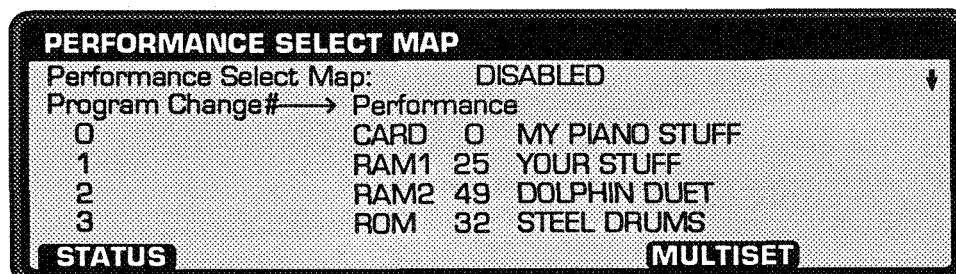 PERFORMANCE SELECT MAP
Performance Select Map: DISABLED
Program Change#→ Performance
0 CARD 0 MY PIANO STUFF
1 RAM1 25 YOUR STUFF
2 RAM2 49 DOLPHIN DUET
3 ROM 32 STEEL DRUMS
STATUS MULTISET